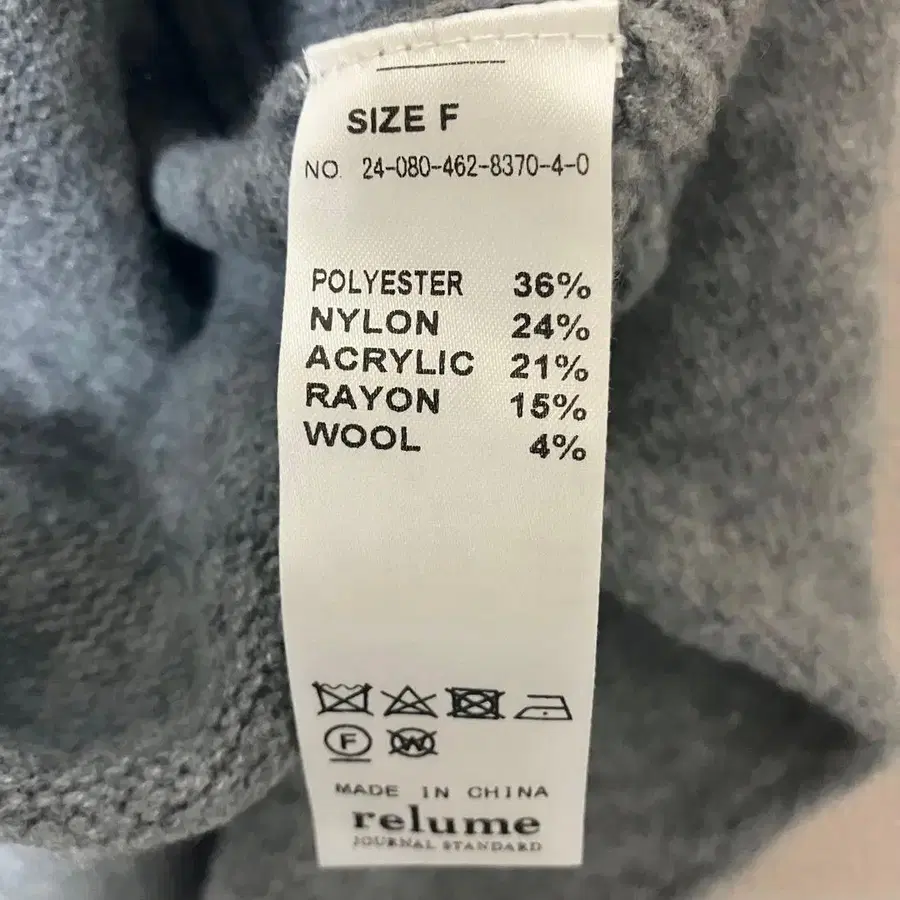 SIZE F
NO. 24-080-462-8370-4-0
POLYESTER 36%
NYLON 24%
ACRYLIC 21%
RAYON 15%
WOOL 4%
F W
MADE IN CHINA
relume
JOURNAL STANDARD